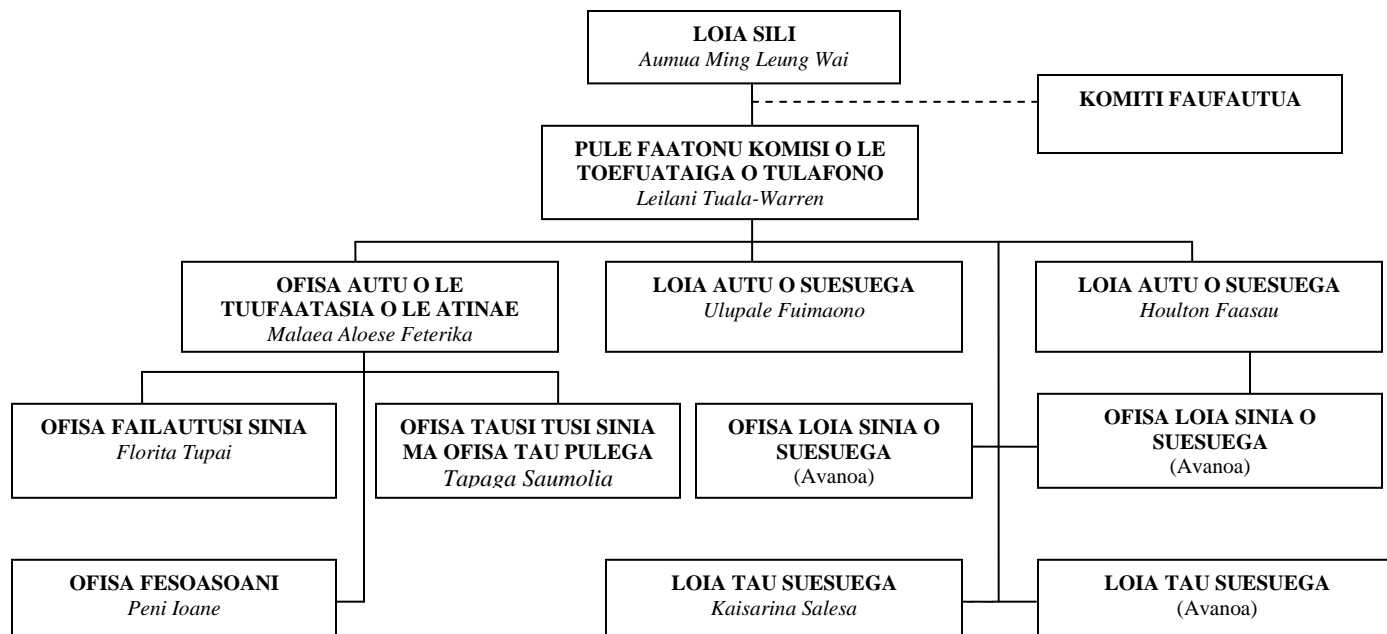 LOIA SILI
Aumua Ming Leung Wai
KOMITI FAUFAUTUA
PULE FAATONU KOMISI O LE
TOEFUATAIGA O TULAFONO
Leilani Tuala-Warren
OFISA AUTU O LE
TUUFAATASIA O LE ATINAE
Malaea Aloese Feterika
LOIA AUTU O SUESUEGA
Ulupale Fuimaono
LOIA AUTU O SUESUEGA
Houlton Faasau
OFISA FAILAUTUSI SINIA
Florita Tupai
OFISA TAUSI TUSI SINIA
MA OFISA TAU PULEGA
Tapaga Saumolia
OFISA LOIA SINIA O
SUESUEGA
(Avanoa)
OFISA LOIA SINIA O
SUESUEGA
(Avanoa)
OFISA FESOASOANI
Peni Ioane
LOIA TAU SUESUEGA
Kaisarina Salesa
LOIA TAU SUESUEGA
(Avanoa)